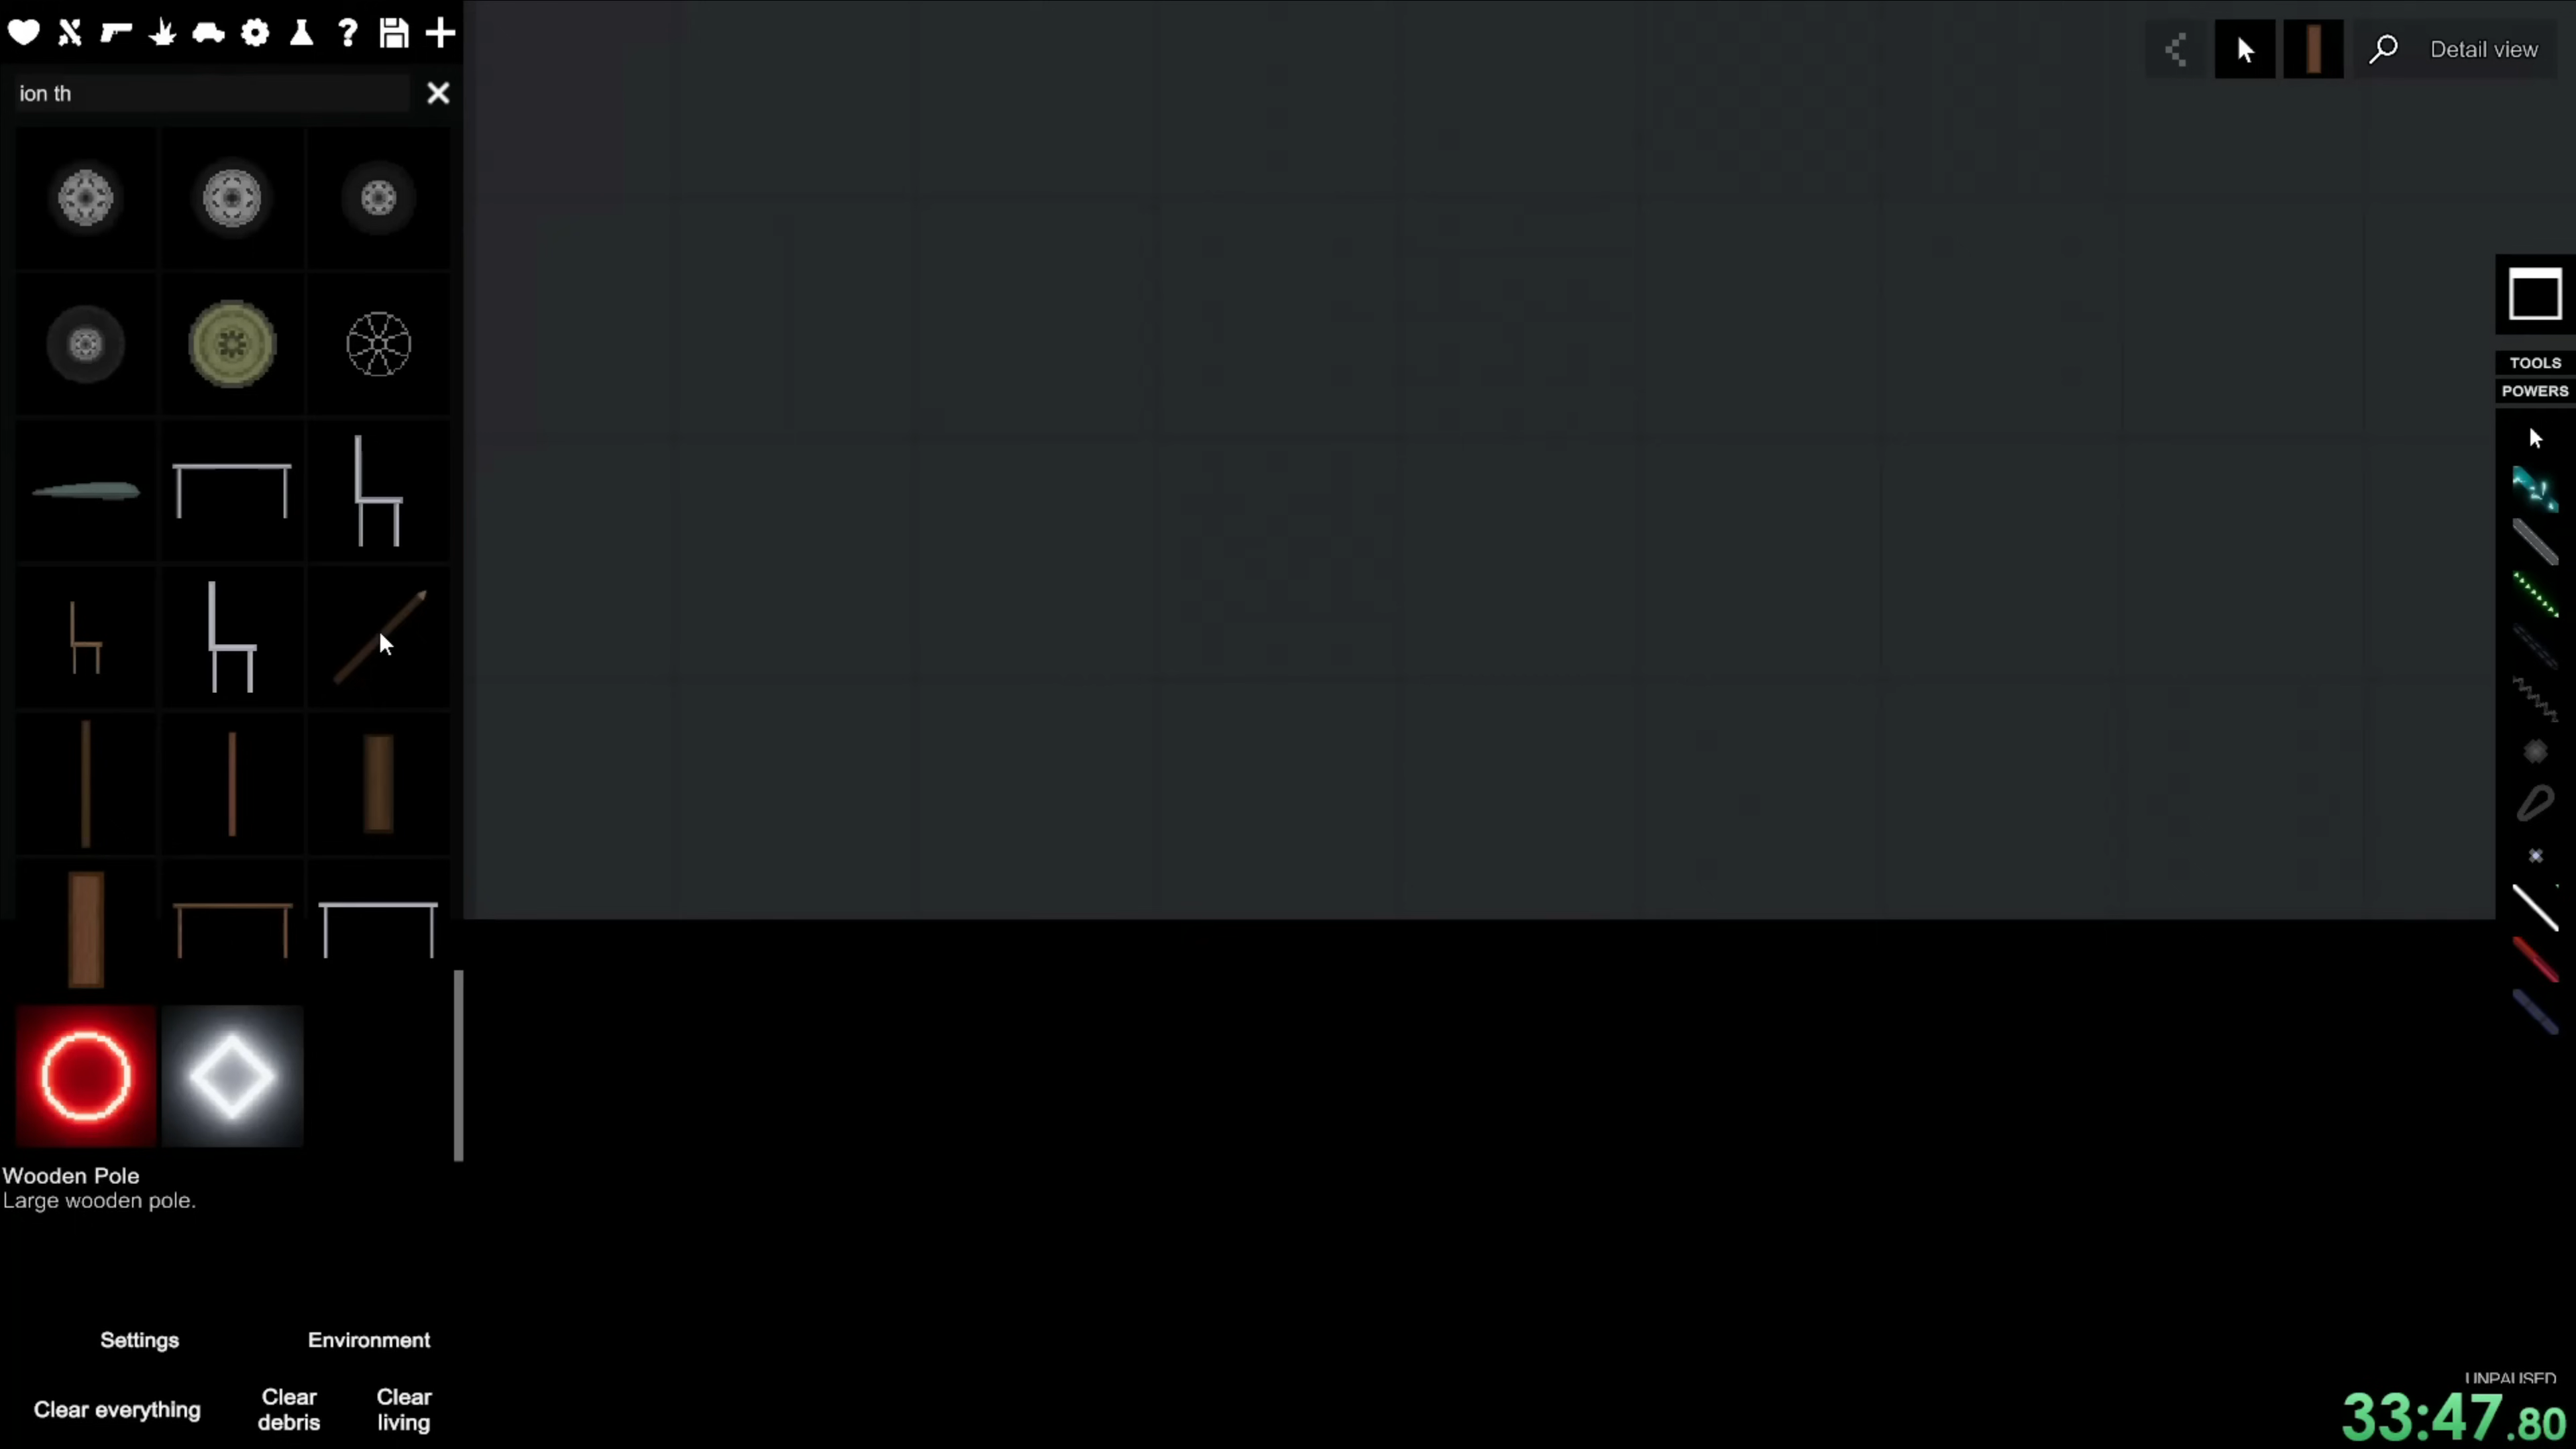 ion th
Detail view
TOOLS
POWERS
Wooden Pole
Large wooden pole.
Settings
Environment
Clear everything
Clear debris
Clear living
UNPAUSED
33:47.80